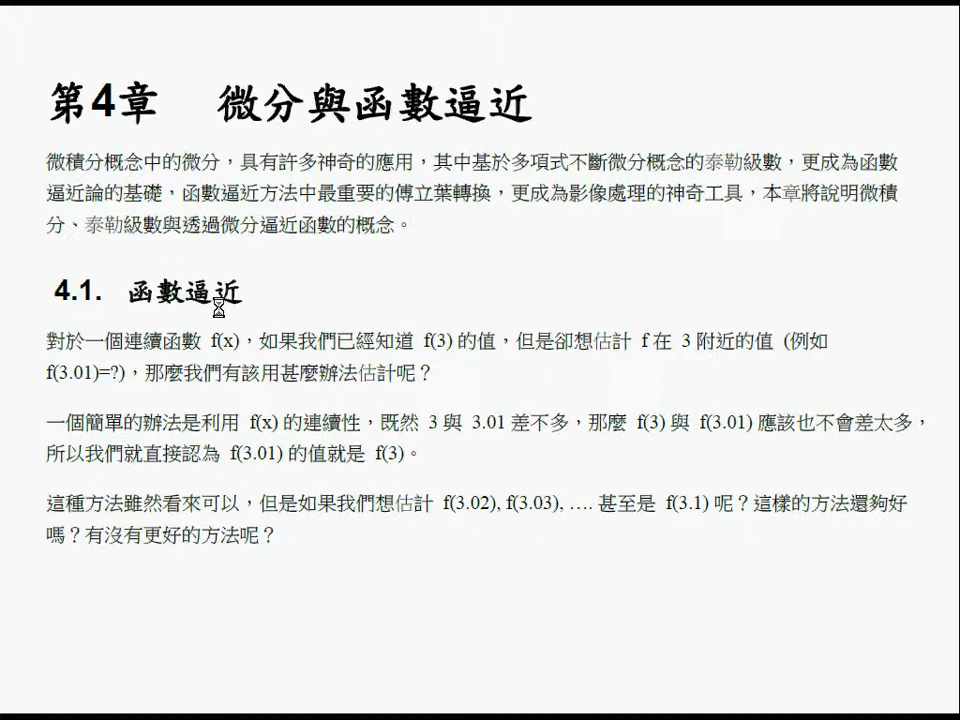 第4章 微分與函數逼近
微積分概念中的微分，具有許多神奇的應用，其中基於多項式不斷微分概念的泰勒級數，更成為函數
逼近論的基礎，函數逼近方法中最重要的傅立葉轉換，更成為影像處理的神奇工具，本章將說明微積
分、泰勒級數與透過微分逼近函數的概念。
4.1. 函數逼近
對於一個連續函數 f(x)，如果我們已經知道 f(3) 的值，但是卻想估計 f 在 3 附近的值 (例如
f(3.01)=?)，那麼我們有該用甚麼辦法估計呢？
一個簡單的辦法是利用 f(x) 的連續性，既然 3 與 3.01 差不多，那麼 f(3) 與 f(3.01) 應該也不會差太多，
所以我們就直接認為 f(3.01) 的值就是 f(3)。
這種方法雖然看來可以，但是如果我們想估計 f(3.02), f(3.03), …. 甚至是 f(3.1) 呢？這樣的方法還夠好
嗎？有沒有更好的方法呢？